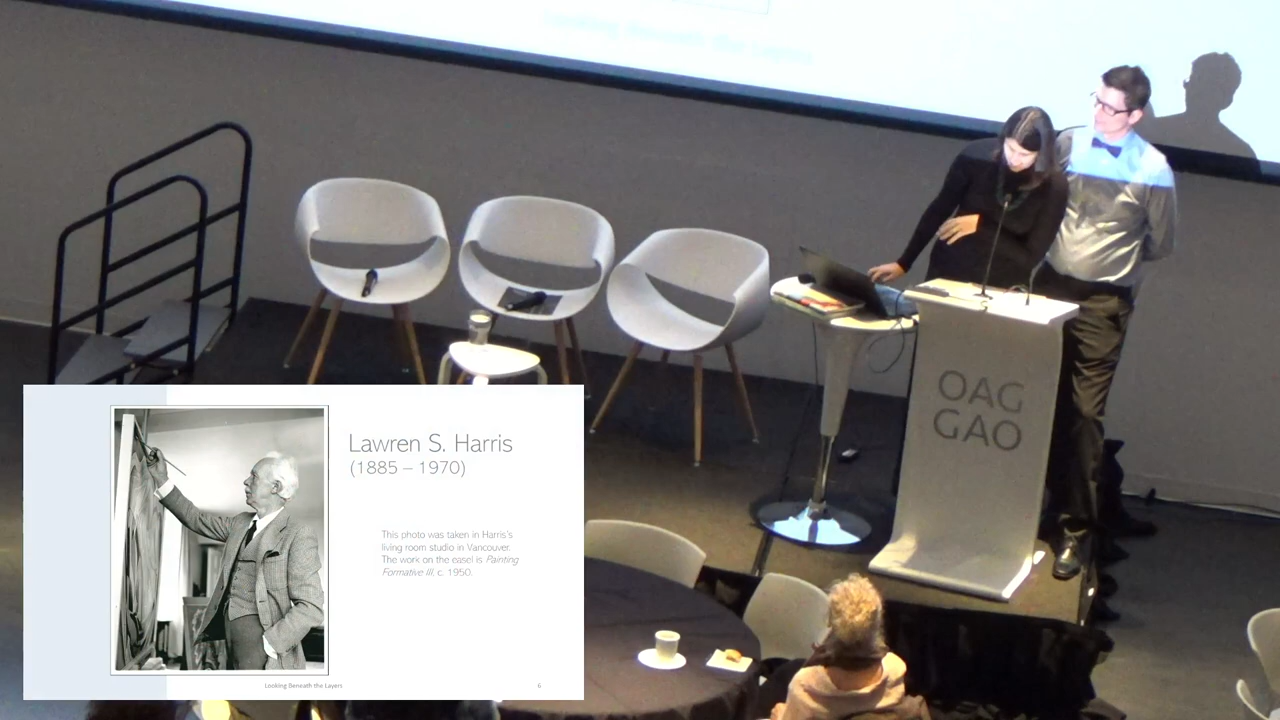 OAG
GAO
Lawren S. Harris
(1885 – 1970)
This photo was taken in Harris's
living room studio in Vancouver.
The work on the easel is Painting
Formative III, c. 1950.
Looking Beneath the Layers
6